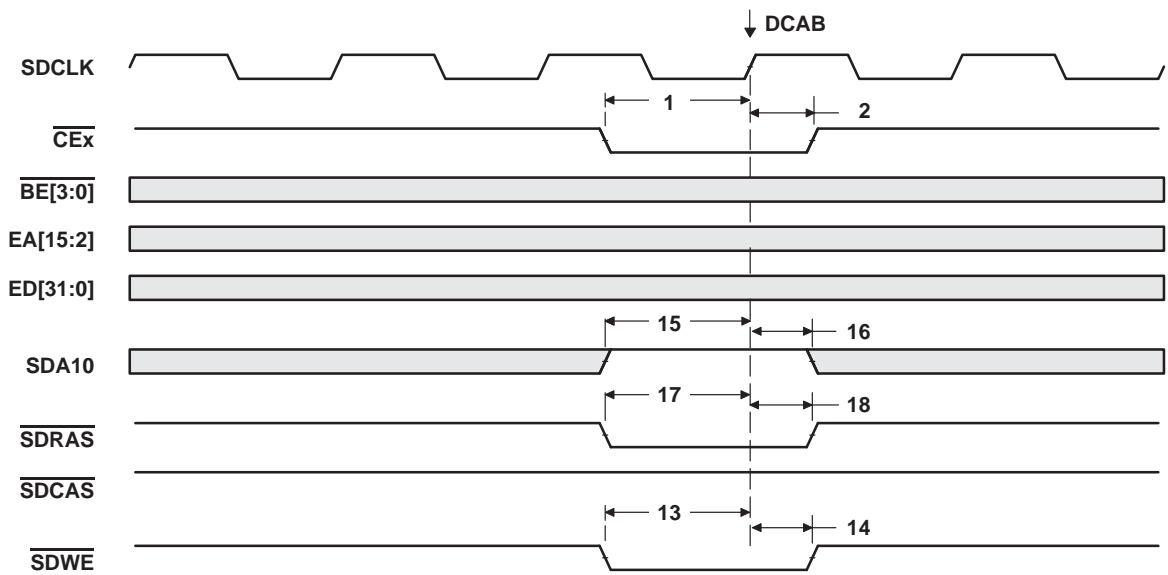 DCAB
SDCLK
1 2
CEx
BE[3:0]
EA[15:2]
ED[31:0]
15 16
SDA10
17 18
SDRAS
SDCAS
13 14
SDWE